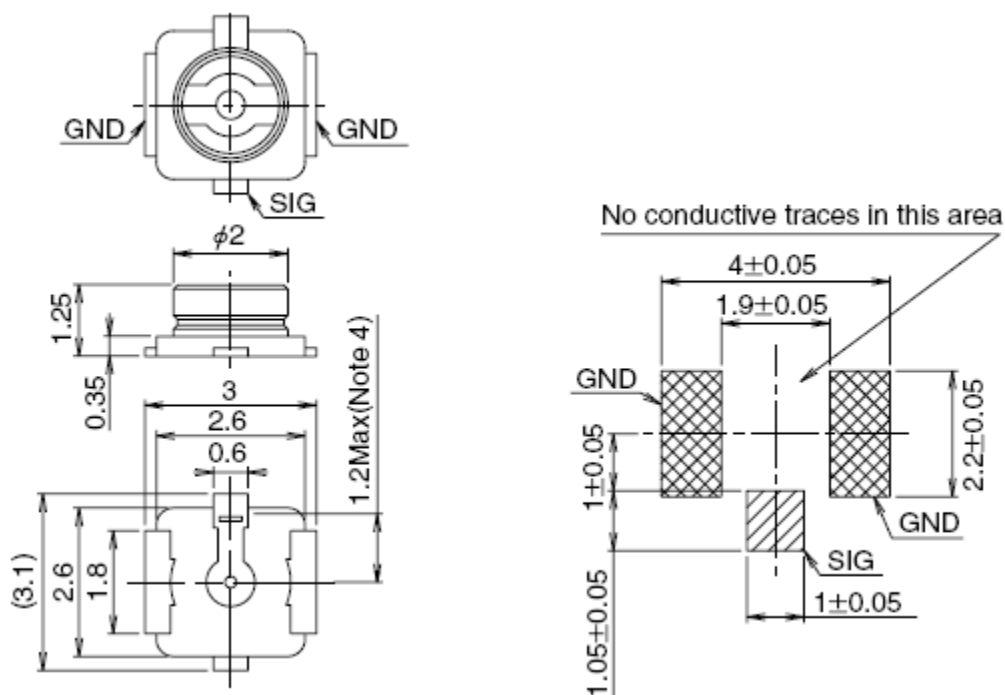 GND
GND
SIG
ϕ2
1.25
0.35
3
2.6
0.6
1.2Max(Note 4)
(3.1)
2.6
1.8
No conductive traces in this area
4±0.05
1.9±0.05
GND
2.2±0.05
1±0.05
GND
SIG
1±0.05
1.05±0.05